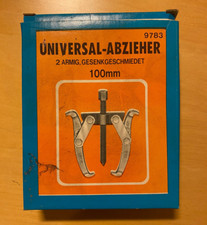 9783
UNIVERSAL-ABZIEHER
2 ARMIG, GESENKGESCHMIEDET
100mm